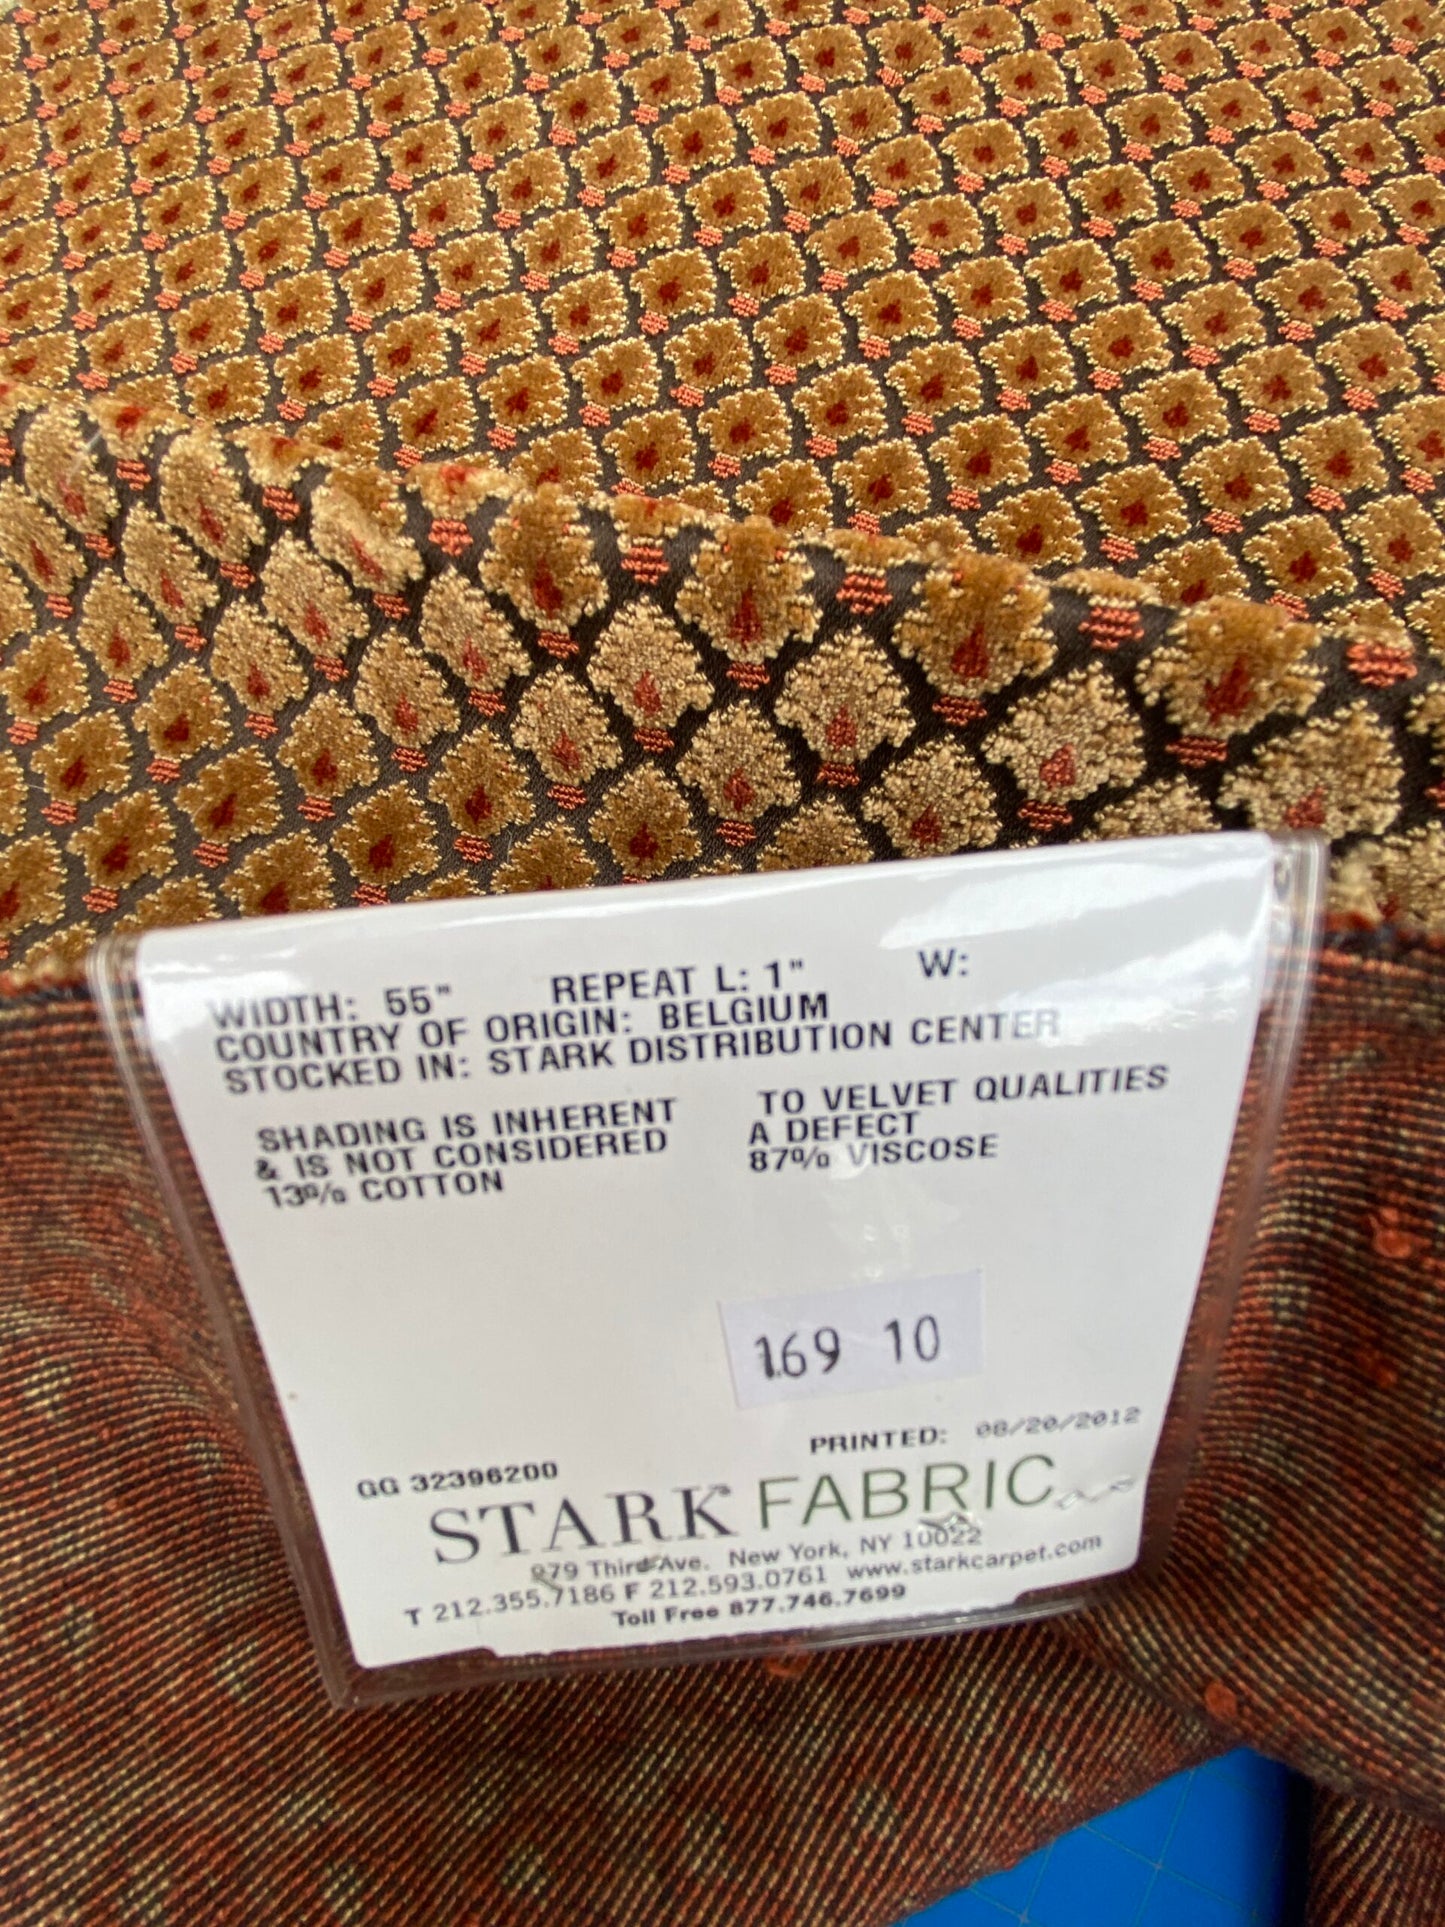 WIDTH: 55" REPEAT L: 1" W:
COUNTRY OF ORIGIN: BELGIUM
STOCKED IN: STARK DISTRIBUTION CENTER
SHADING IS INHERENT TO VELVET QUALITIES
& IS NOT CONSIDERED A DEFECT
13% COTTON 87% VISCOSE
169 10
PRINTED: 08/20/2012
GG 32396200
STARK FABRIC
979 Third Ave. New York, NY 10022
T 212.355.7186 F 212.593.0761 www.starkcarpet.com
Toll Free 877.746.7699